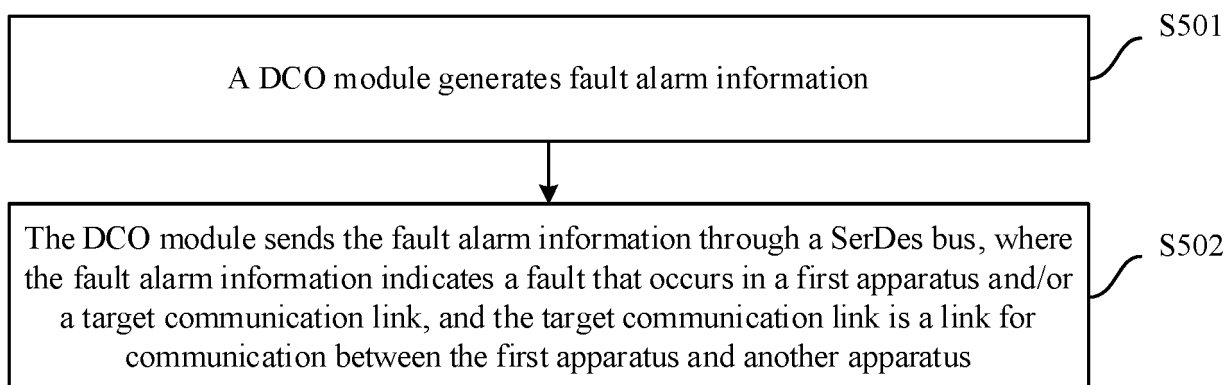 S501
A DCO module generates fault alarm information
The DCO module sends the fault alarm information through a SerDes bus, where
the fault alarm information indicates a fault that occurs in a first apparatus and/or
a target communication link, and the target communication link is a link for
communication between the first apparatus and another apparatus
S502